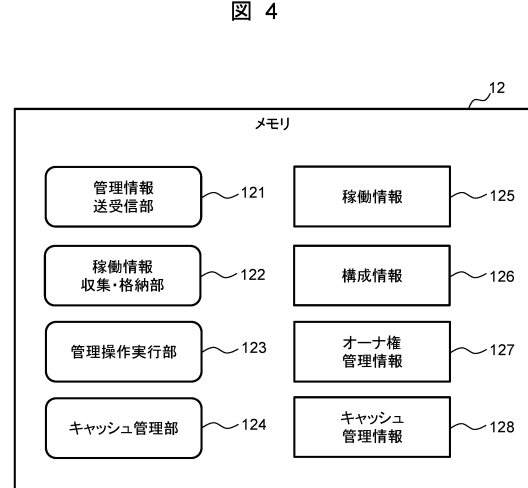 図 4
12
メモリ
管理情報
送受信部
121
稼働情報
125
稼働情報
収集・格納部
122
構成情報
126
管理操作実行部
123
オーナ権
管理情報
127
キャッシュ管理部
124
キャッシュ
管理情報
128